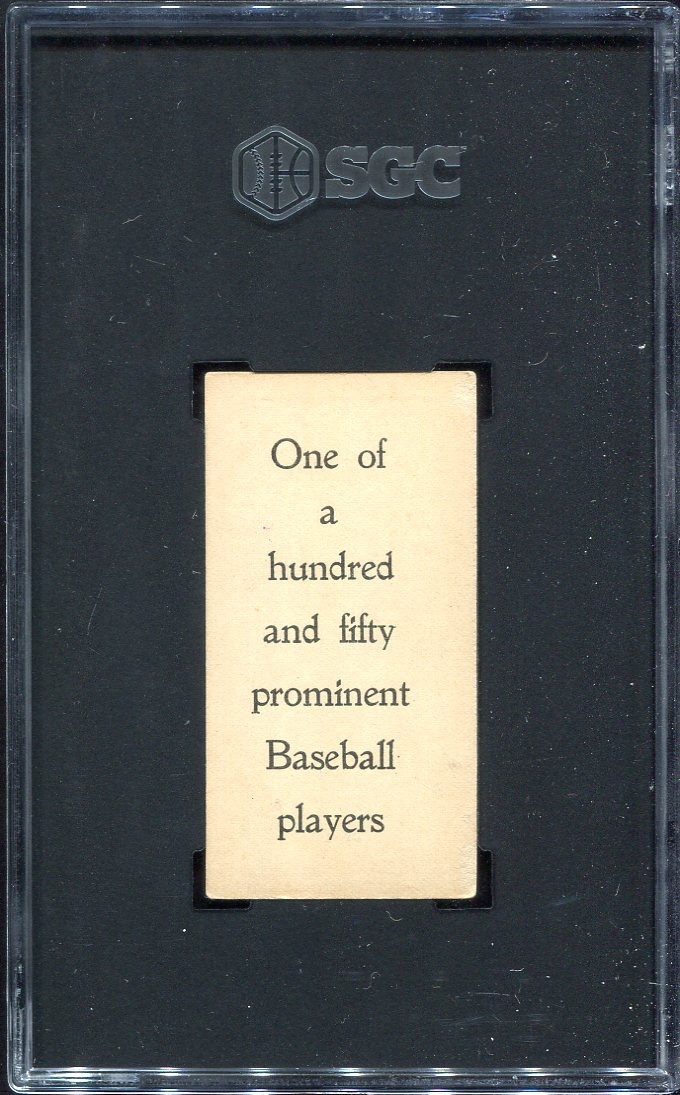 SGC
One of
a
hundred
and fifty
prominent
Baseball
players